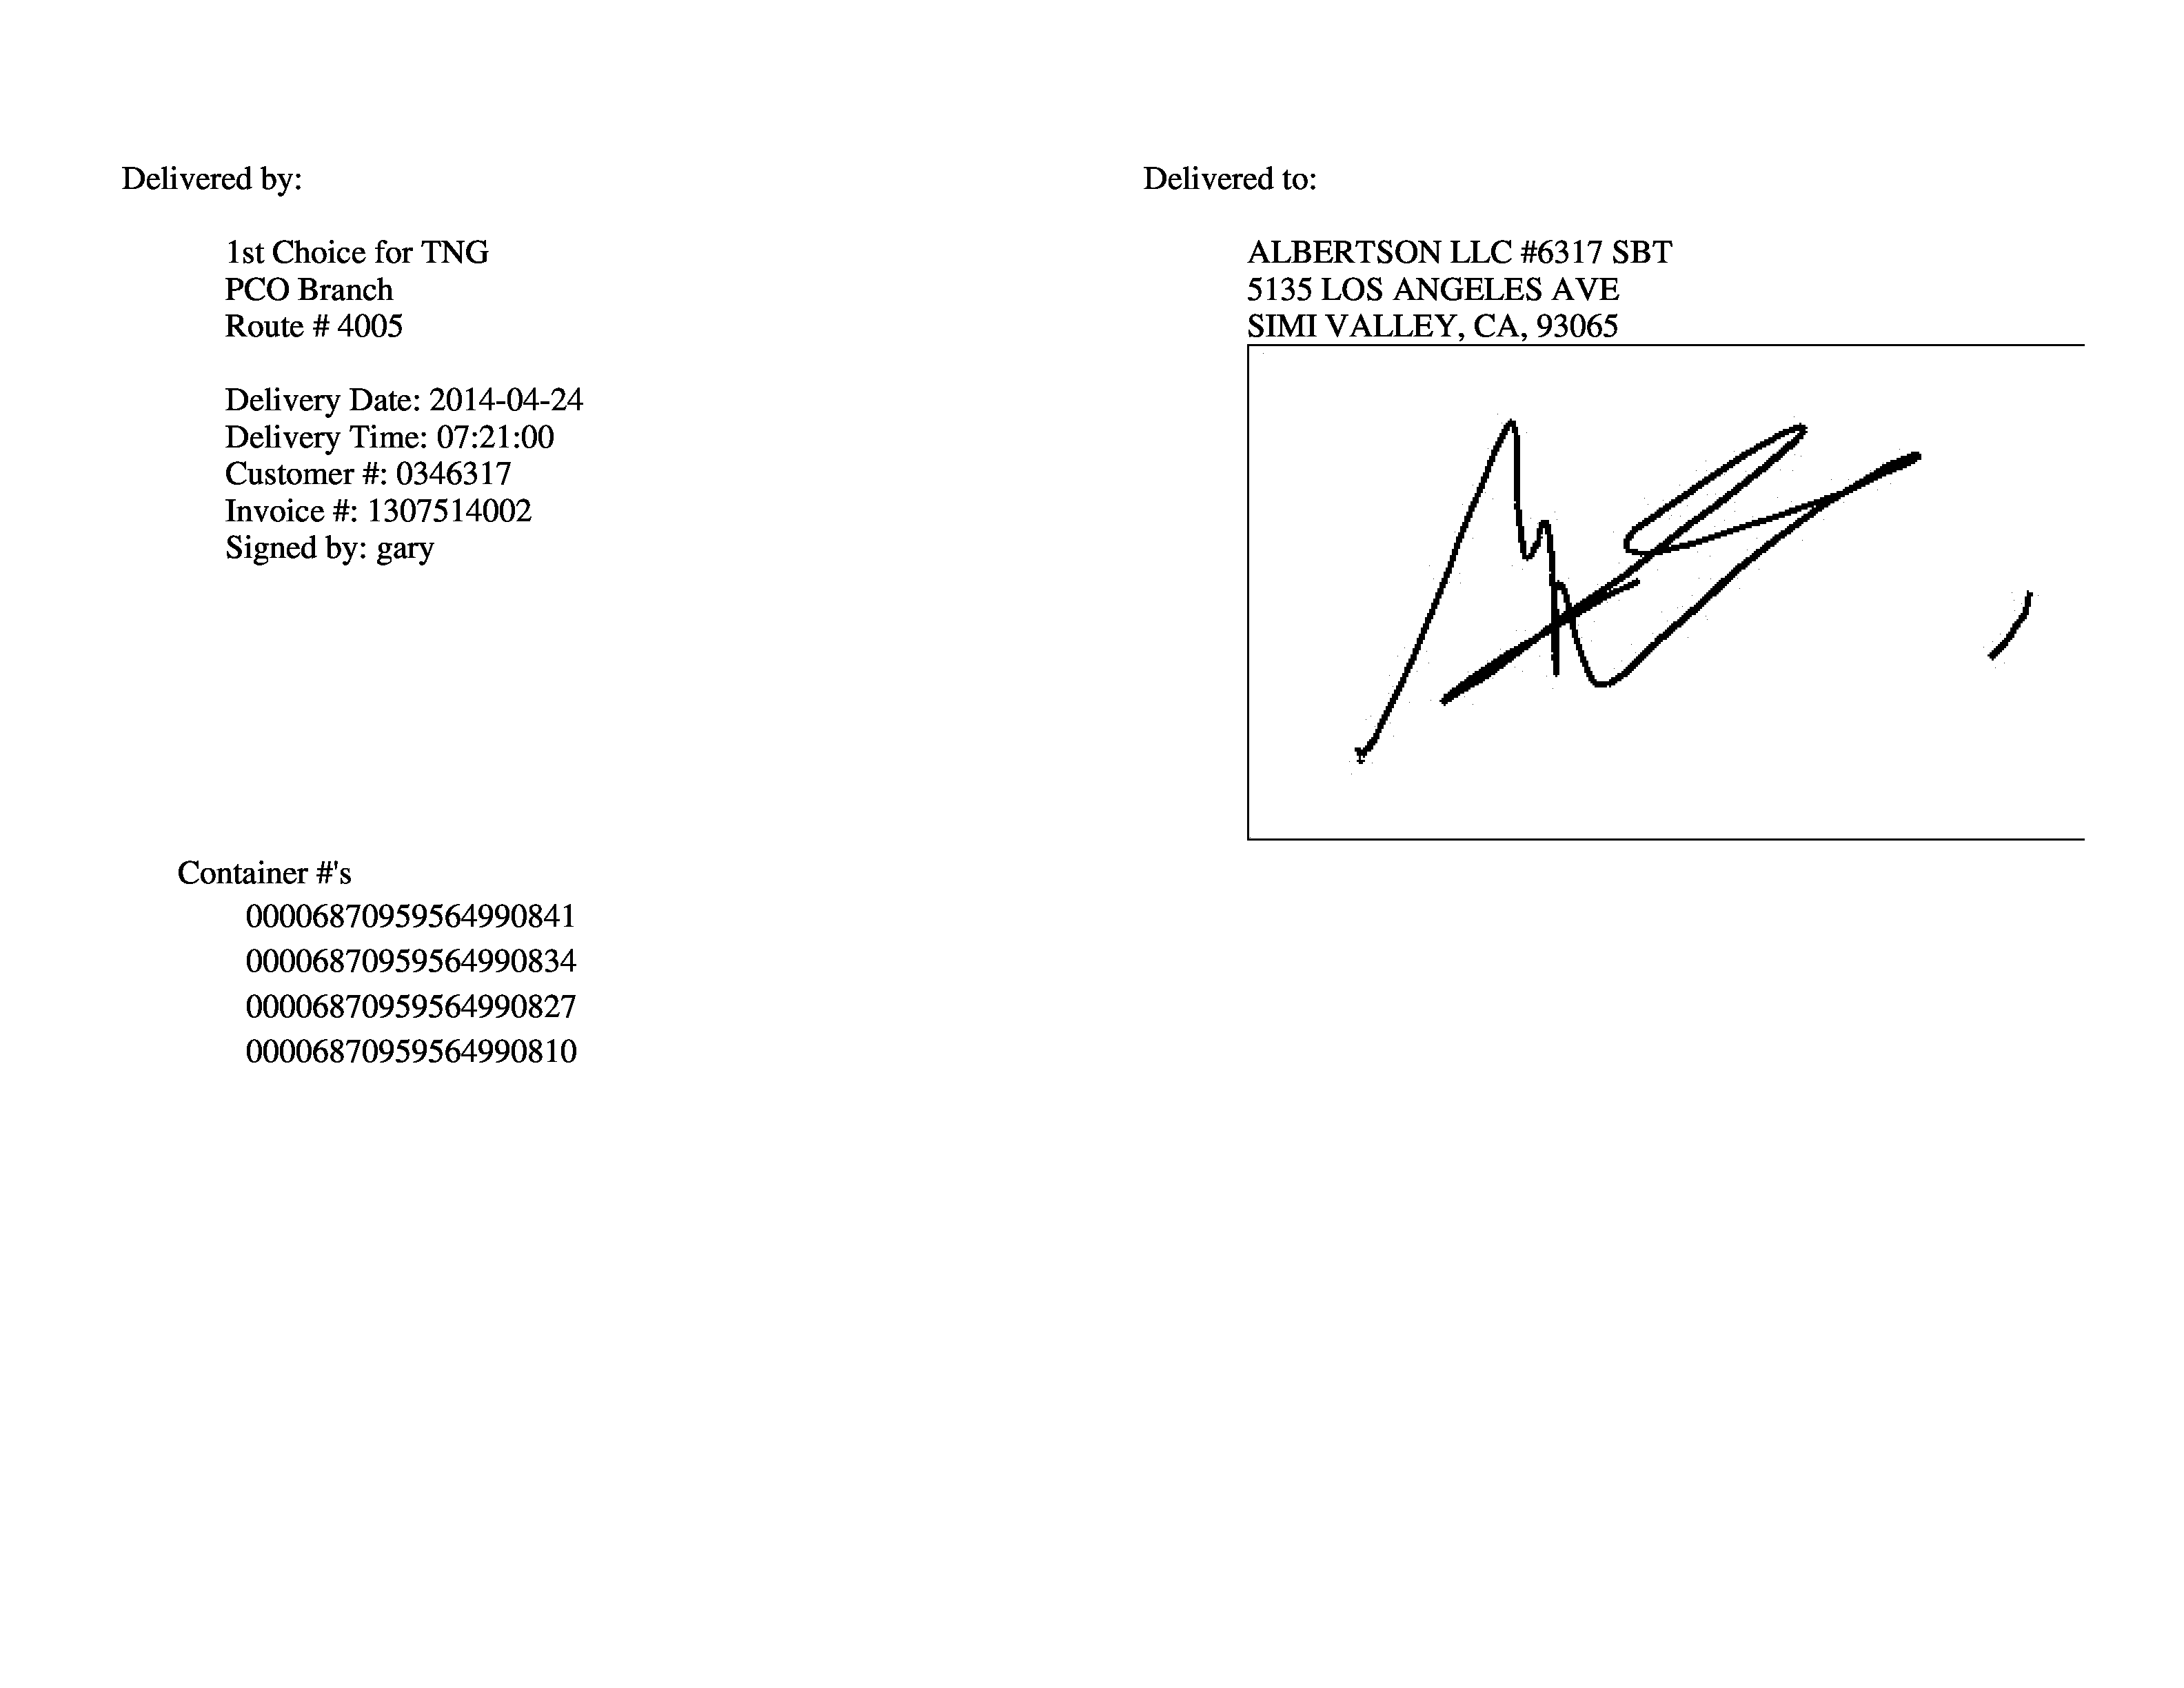 Delivered by:
1st Choice for TNG
PCO Branch
Route # 4005
Delivery Date: 2014-04-24
Delivery Time: 07:21:00
Customer #: 0346317
Invoice #: 1307514002
Signed by: gary
Delivered to:
ALBERTSON LLC #6317 SBT
5135 LOS ANGELES AVE
SIMI VALLEY, CA, 93065
Container #'s
00006870959564990841
00006870959564990834
00006870959564990827
00006870959564990810